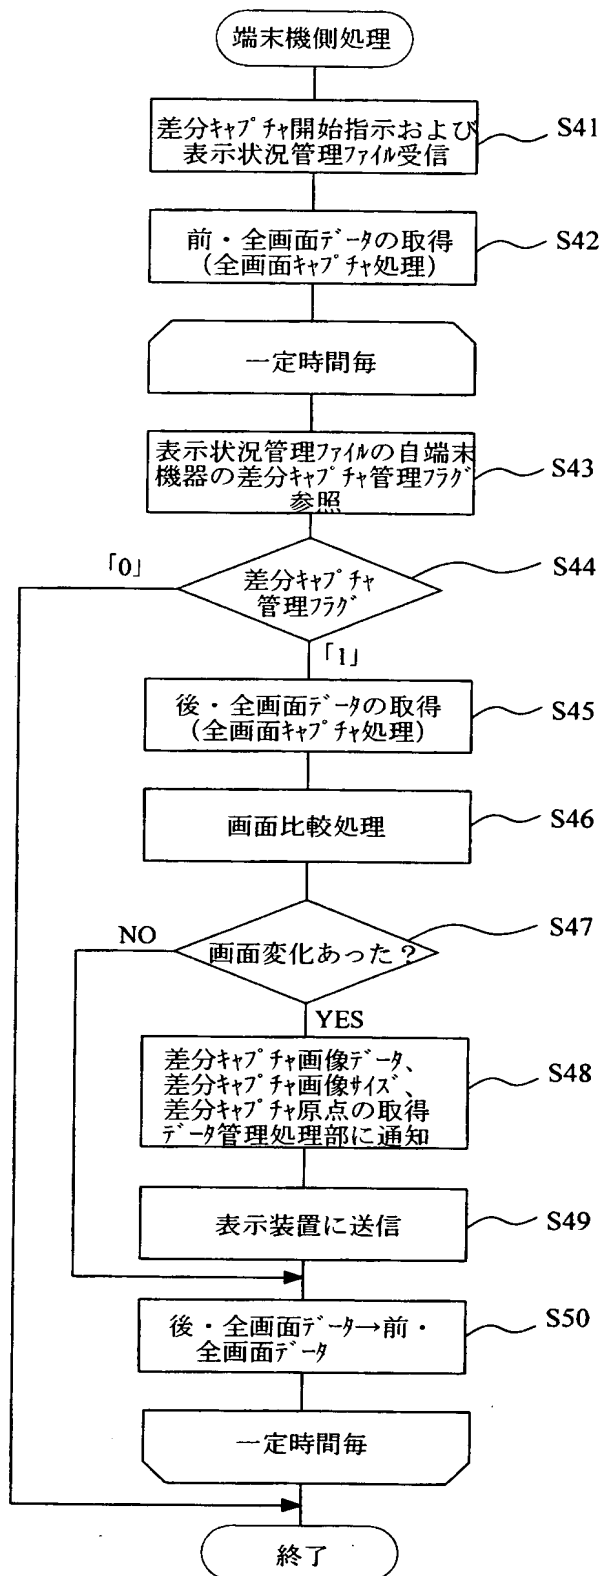 端末機側処理
差分ｷｬﾌﾟﾁｬ開始指示および
表示状況管理ﾌｧｲﾙ受信
S41
前・全画面ﾃﾞｰﾀの取得
（全画面ｷｬﾌﾟﾁｬ処理）
S42
一定時間毎
表示状況管理ﾌｧｲﾙの自端末
機器の差分ｷｬﾌﾟﾁｬ管理ﾌﾗｸﾞ
参照
S43
「0」
差分ｷｬﾌﾟﾁｬ
管理ﾌﾗｸﾞ
S44
「1」
後・全画面ﾃﾞｰﾀの取得
（全画面ｷｬﾌﾟﾁｬ処理）
S45
画面比較処理
S46
NO
画面変化あった？
S47
YES
差分ｷｬﾌﾟﾁｬ画像ﾃﾞｰﾀ、
差分ｷｬﾌﾟﾁｬ画像ｻｲｽﾞ、
差分ｷｬﾌﾟﾁｬ原点の取得
ﾃﾞｰﾀ管理処理部に通知
S48
表示装置に送信
S49
後・全画面ﾃﾞｰﾀ→前・
全画面ﾃﾞｰﾀ
S50
一定時間毎
終了